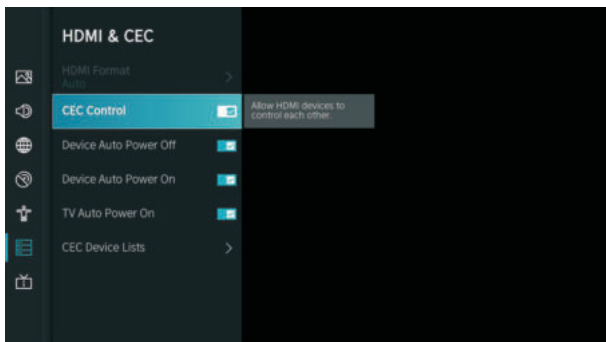 HDMI & CEC
HDMI Format
Auto
CEC Control
Allow HDMI devices to
control each other.
Device Auto Power Off
Device Auto Power On
TV Auto Power On
CEC Device Lists